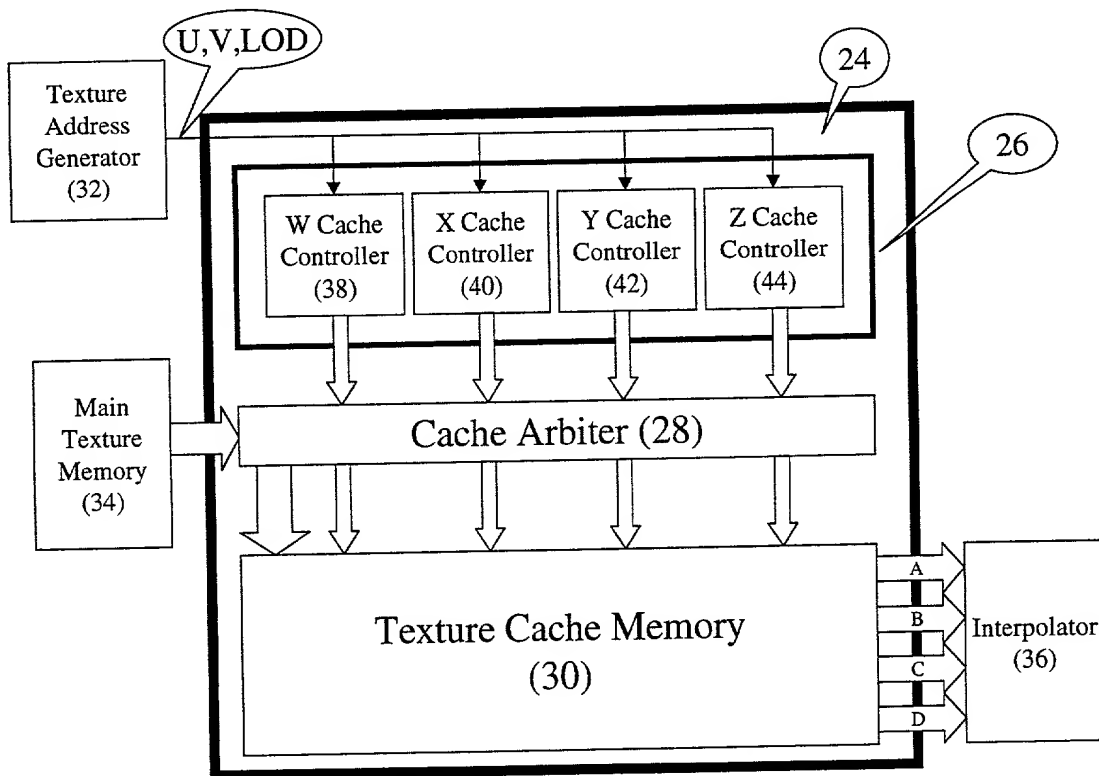 U,V,LOD
24
26
Texture
Address
Generator
(32)
W Cache
Controller
(38)
X Cache
Controller
(40)
Y Cache
Controller
(42)
Z Cache
Controller
(44)
Main
Texture
Memory
(34)
Cache Arbiter (28)
Texture Cache Memory
(30)
A
B
C
D
Interpolator
(36)